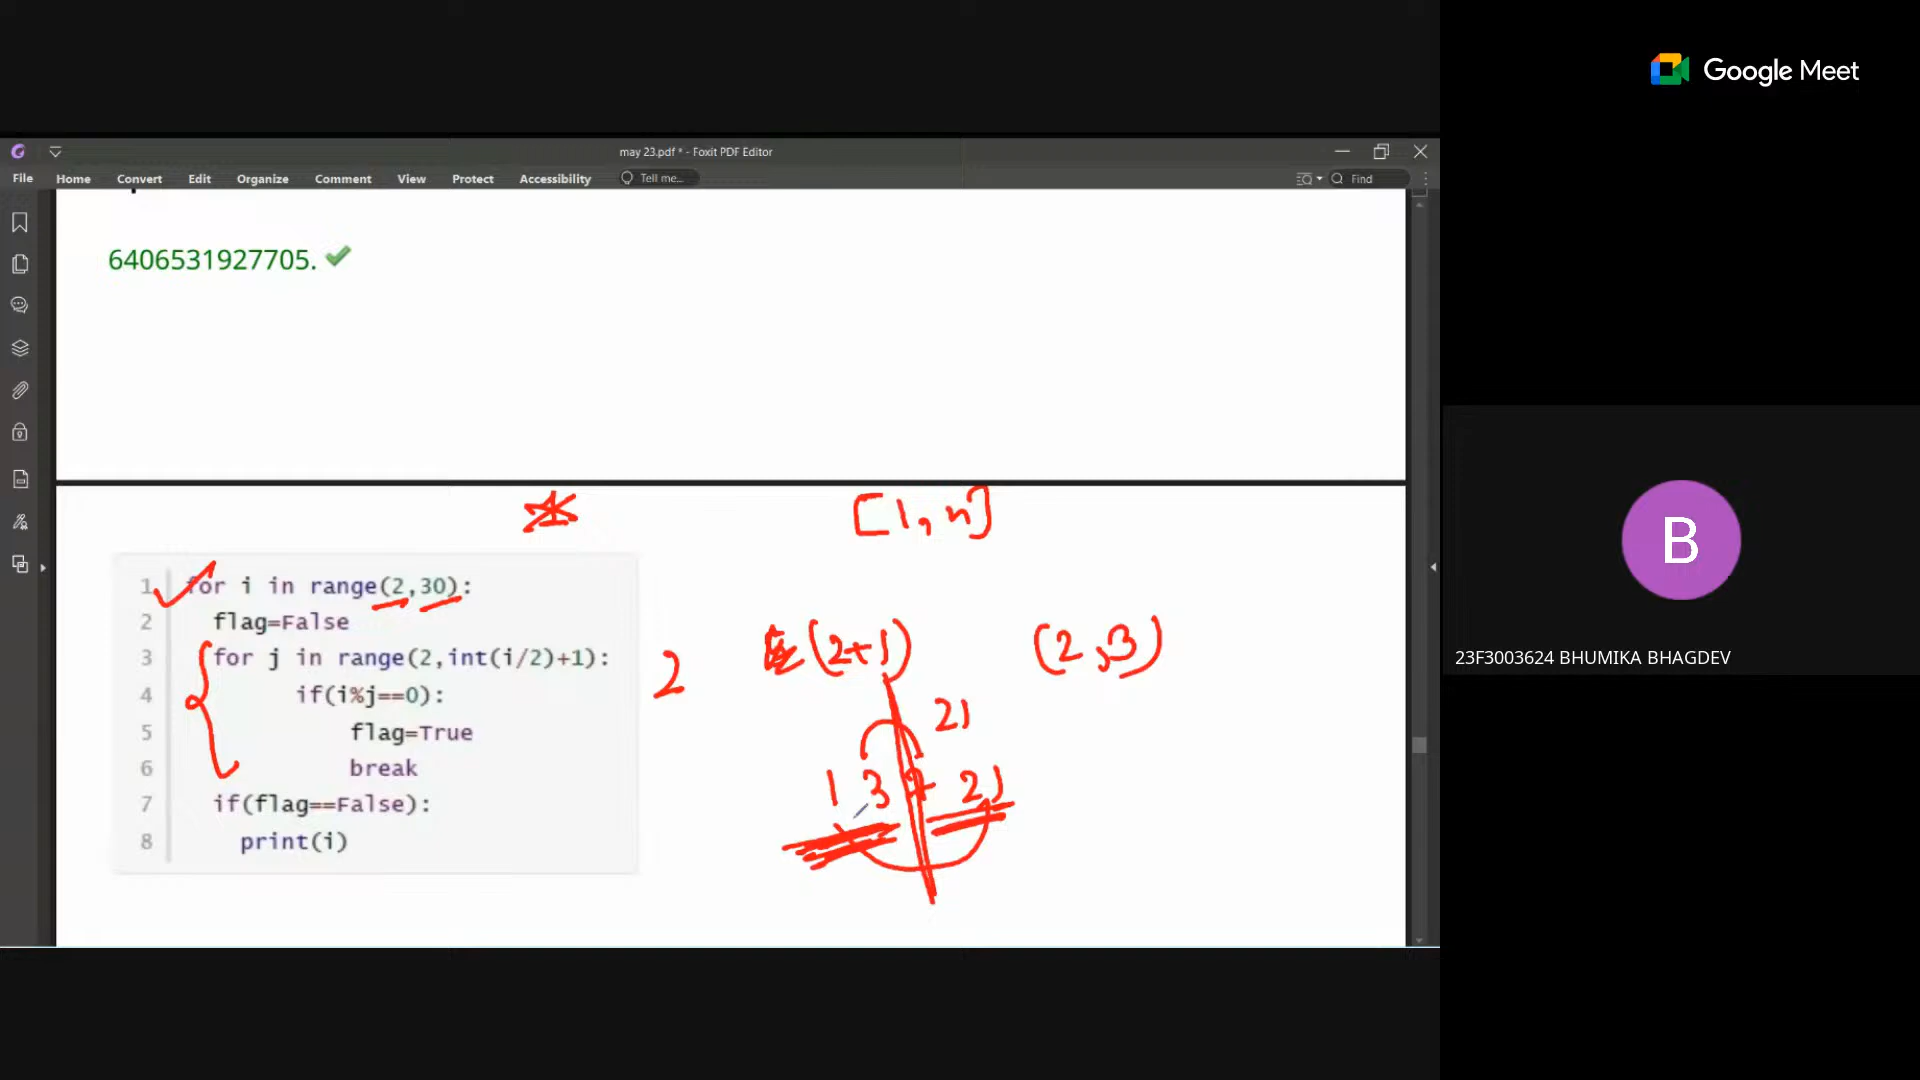 Google Meet
may 23.pdf * - Foxit PDF Editor
File Home Convert Edit Organize Comment View Protect Accessibility Tell me... Find
6406531927705.
[1, n]
1 for i in range(2,30):
2 flag=False
3 for j in range(2,int(i/2)+1):
4 if(i%j==0):
5 flag=True
6 break
7 if(flag==False):
8 print(i)
2
(2+1)
(2,3)
21
1 3 7 21
B
23F3003624 BHUMIKA BHAGDEV